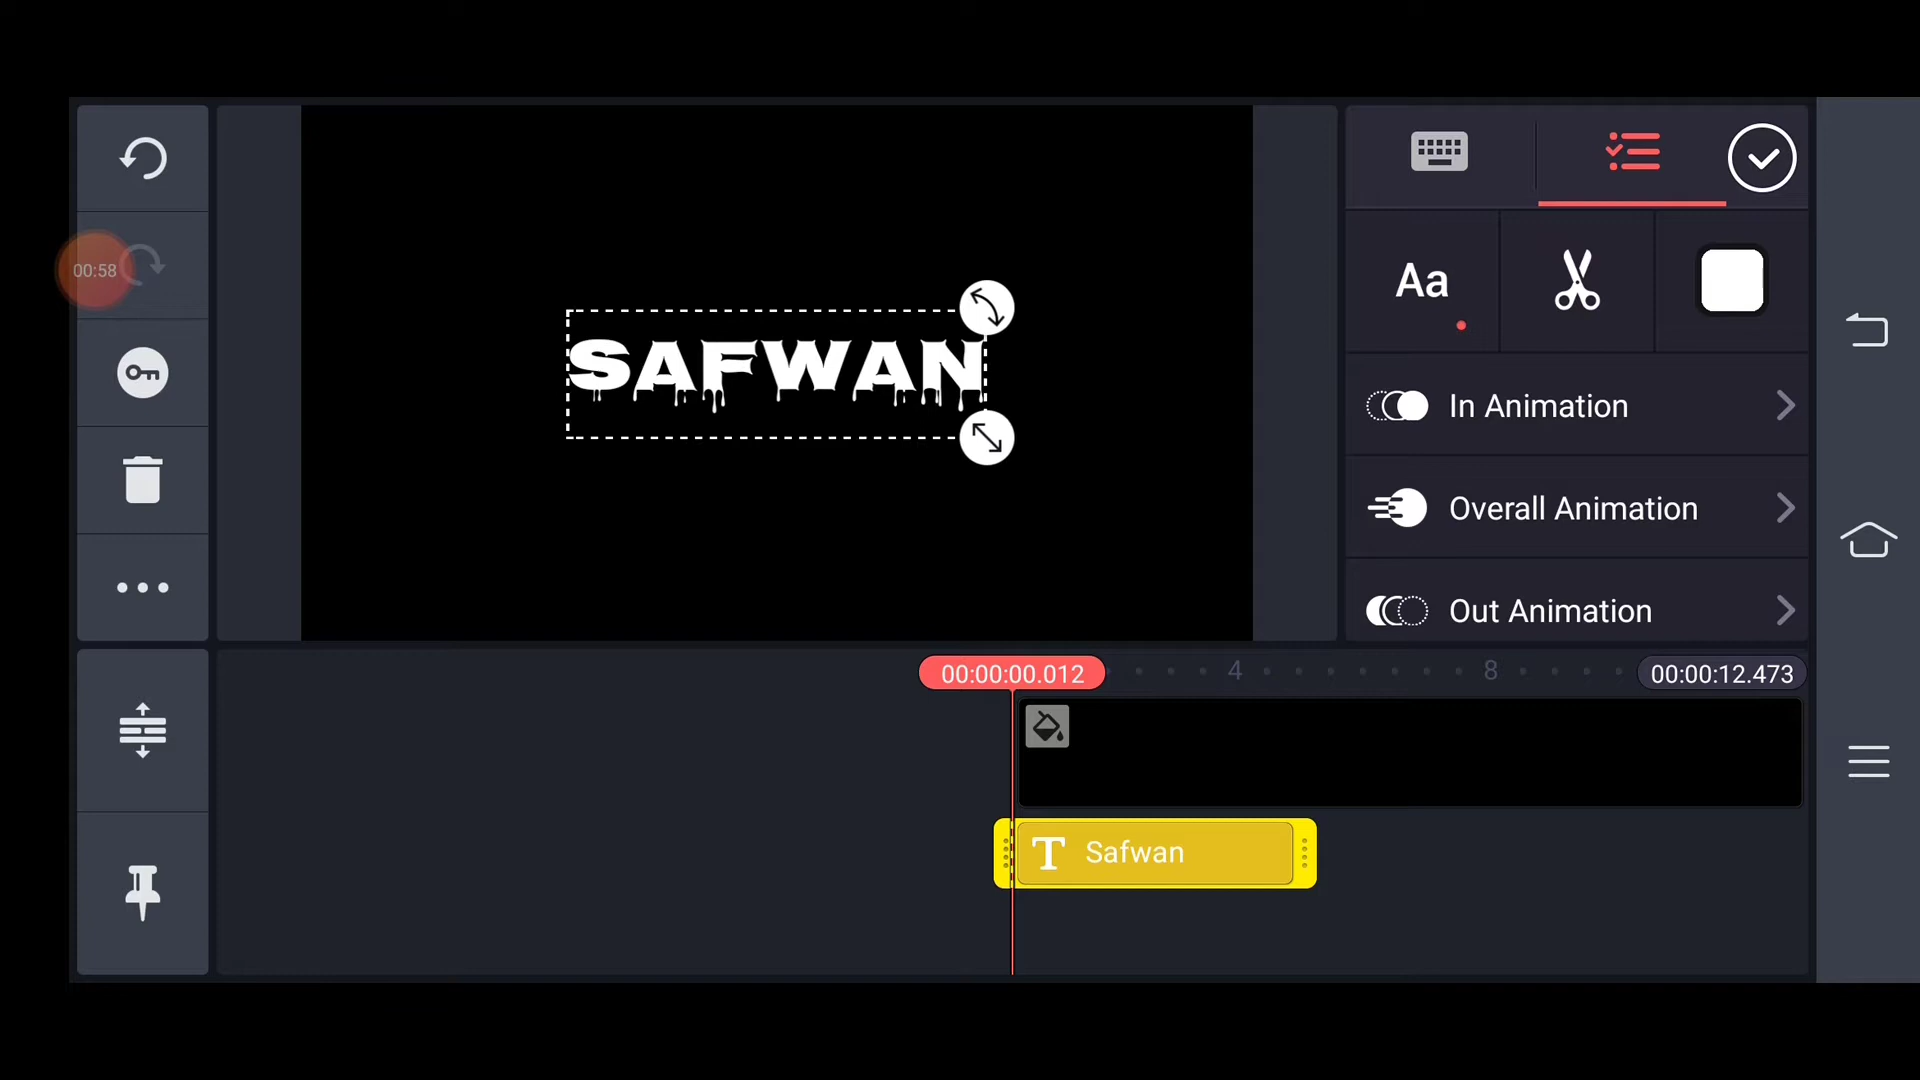 00:58
SAFWAN
Aa
In Animation
Overall Animation
Out Animation
00:00:00.012
4
8
00:00:12.473
T Safwan